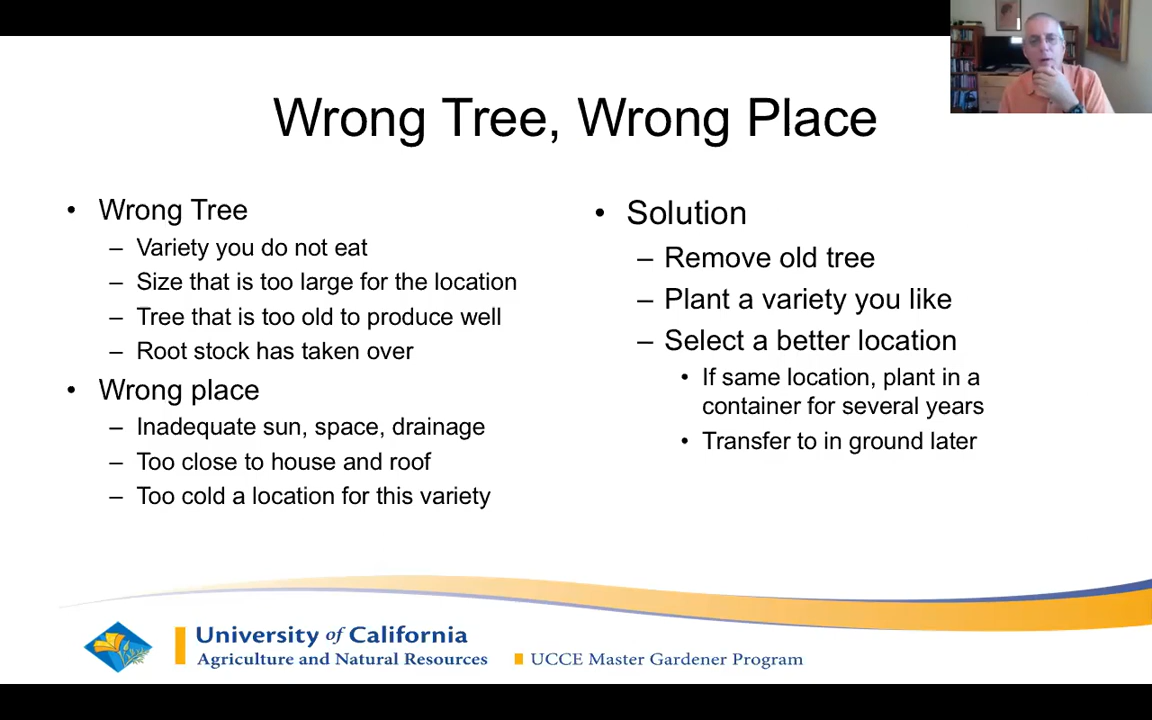 Wrong Tree, Wrong Place
• Wrong Tree
– Variety you do not eat
– Size that is too large for the location
– Tree that is too old to produce well
– Root stock has taken over
• Wrong place
– Inadequate sun, space, drainage
– Too close to house and roof
– Too cold a location for this variety
• Solution
– Remove old tree
– Plant a variety you like
– Select a better location
• If same location, plant in a
container for several years
• Transfer to in ground later
University of California
Agriculture and Natural Resources
UCCE Master Gardener Program